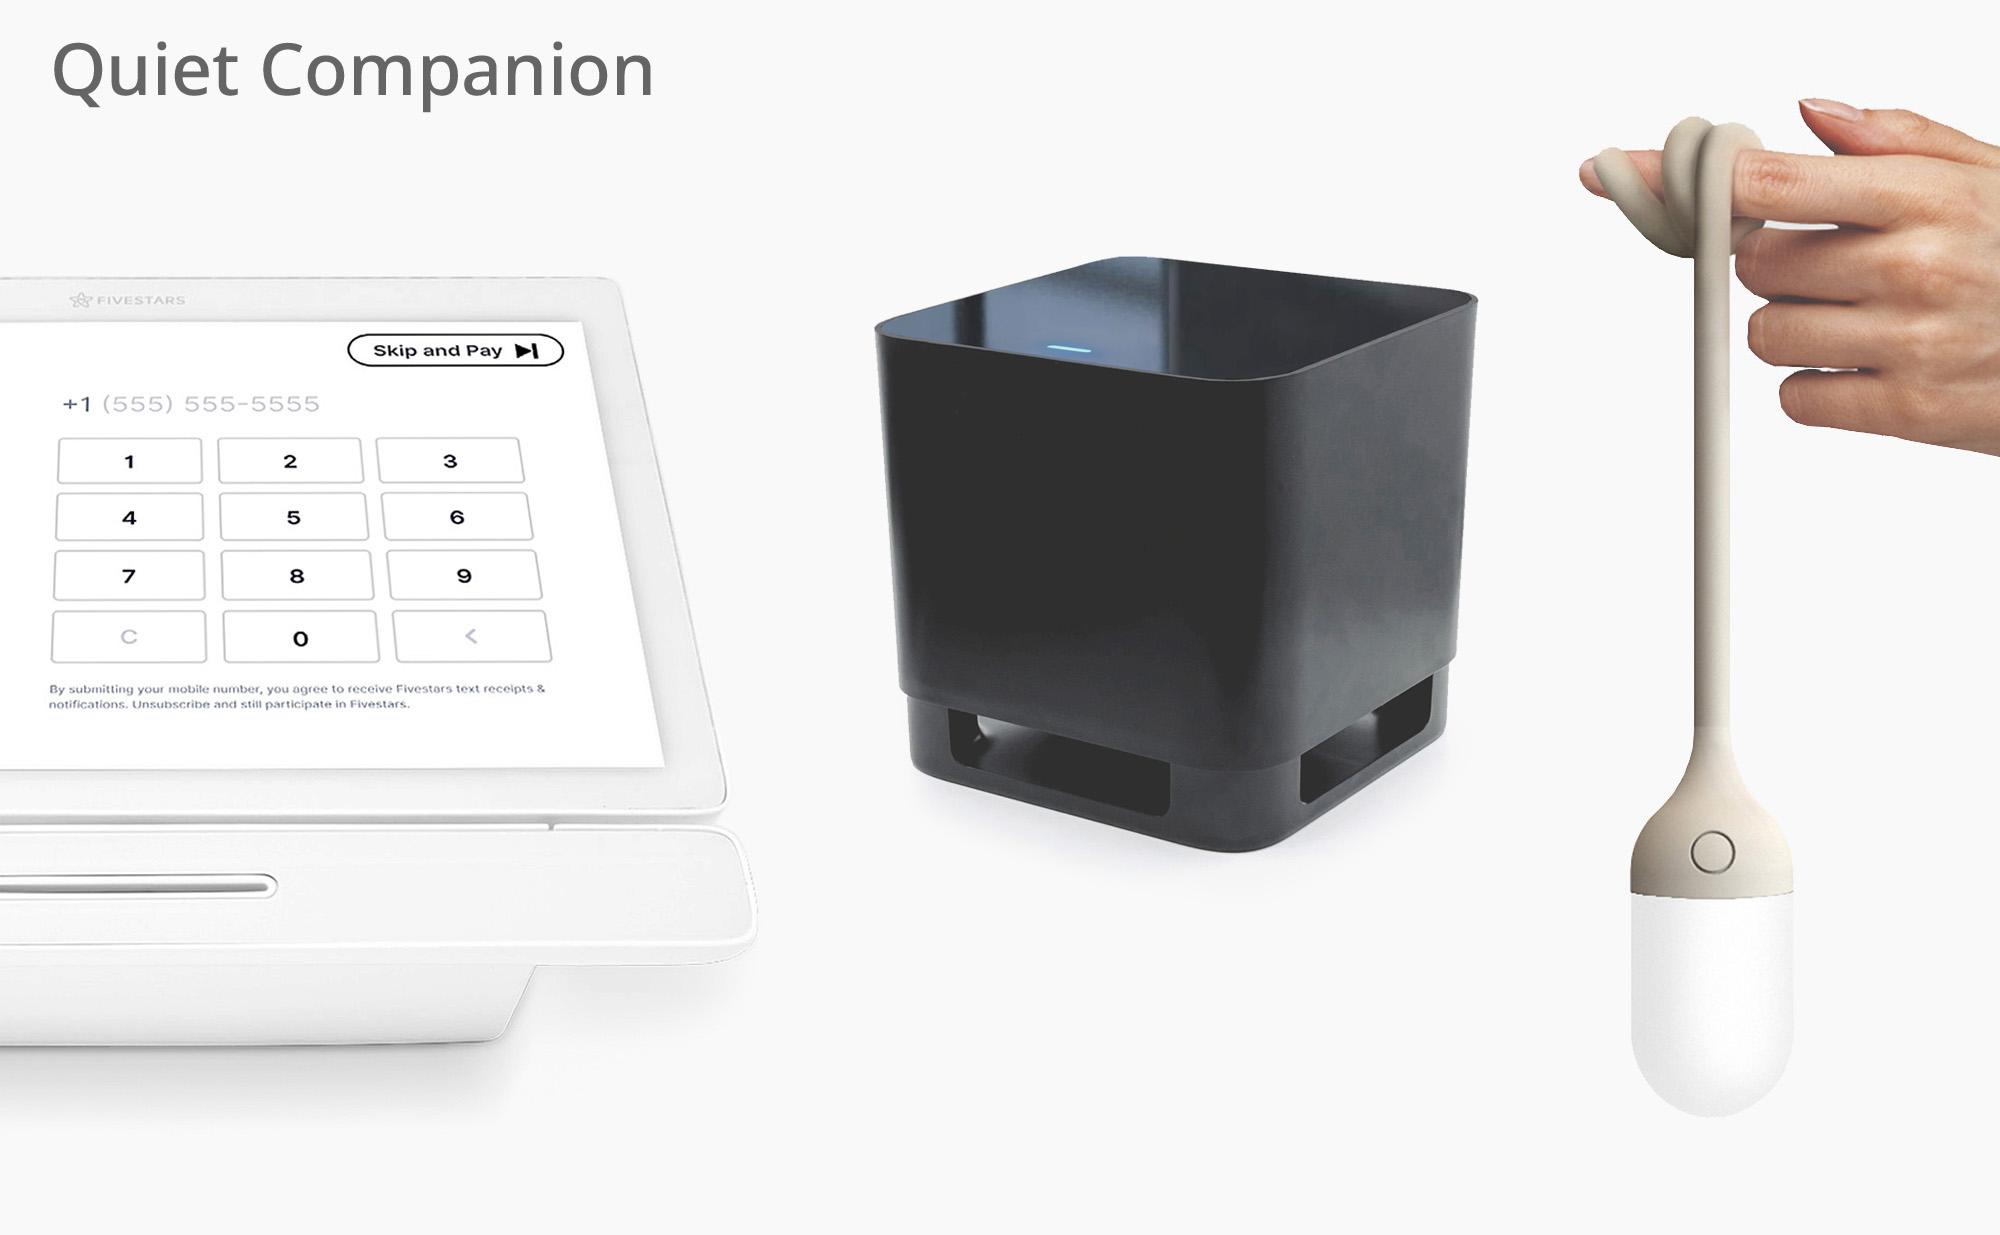 Quiet Companion
FIVESTARS
Skip and Pay
+1 (555) 555-5555
1 2 3
4 5 6
7 8 9
C 0 <
By submitting your mobile number, you agree to receive Fivestars text receipts &
notifications. Unsubscribe and still participate in Fivestars.